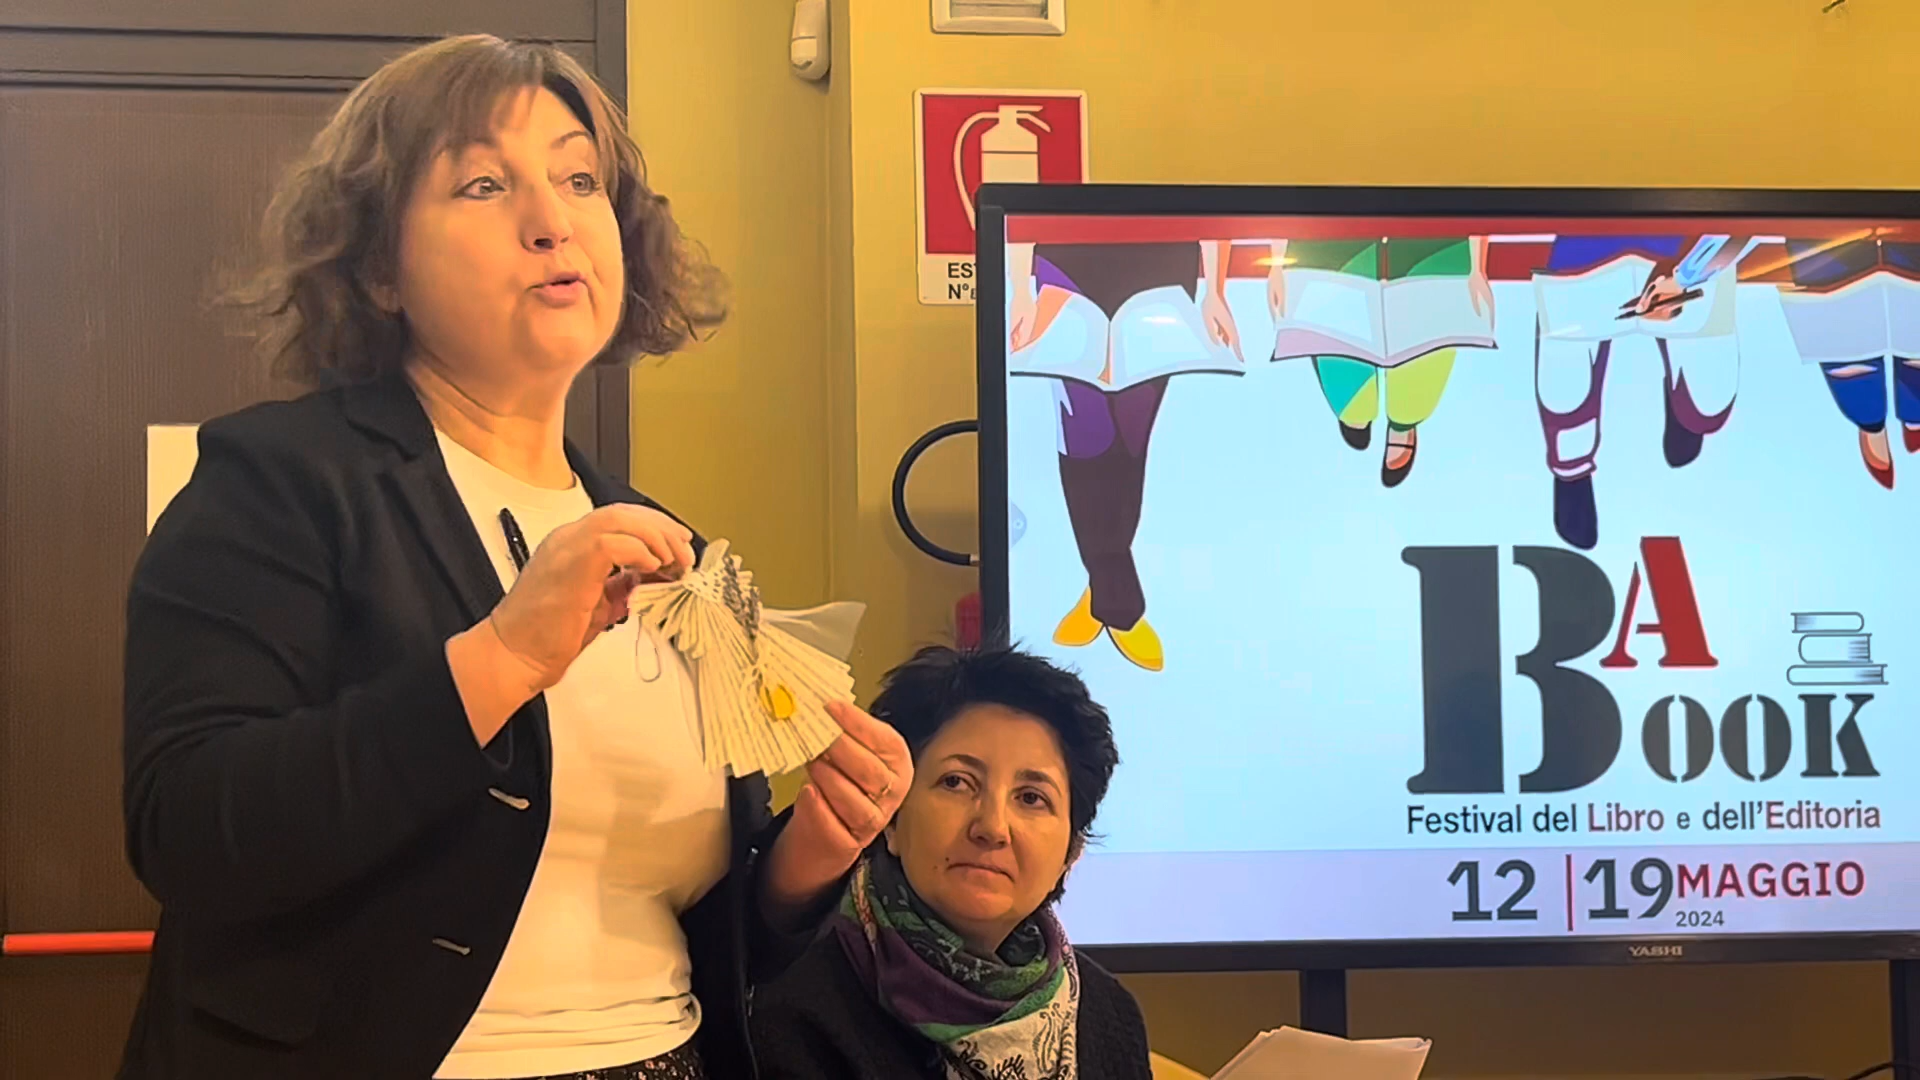 BA
BOOK
Festival del Libro e dell'Editoria
12 | 19 MAGGIO
2024
YASHI